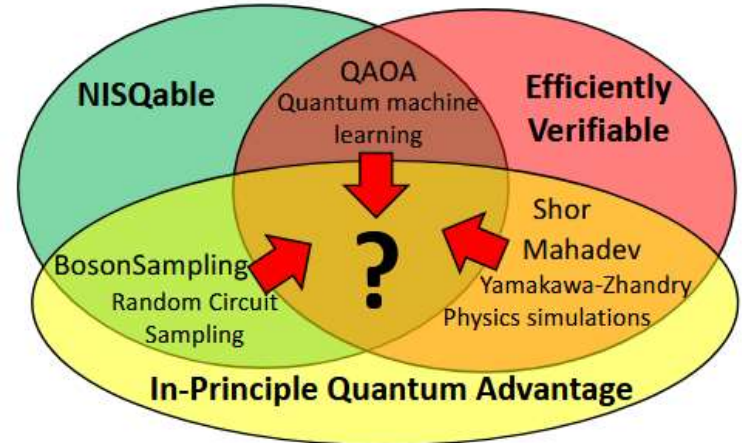 NISQable
QAOA
Quantum machine
learning
Efficiently
Verifiable
BosonSampling
Random Circuit
Sampling
?
Shor
Mahadev
Yamakawa-Zhandry
Physics simulations
In-Principle Quantum Advantage